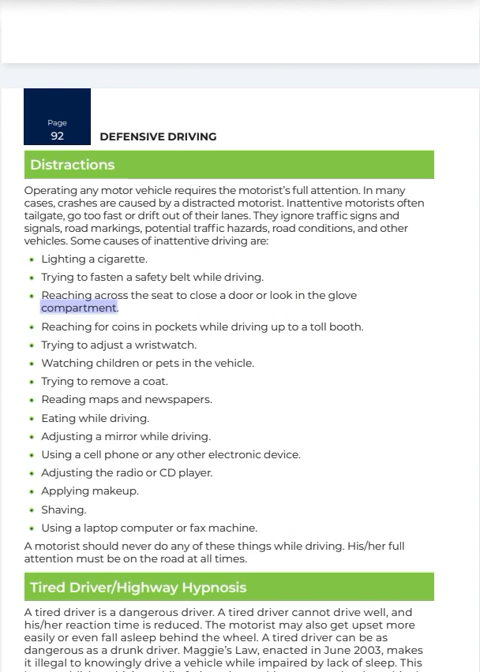 Page
92
DEFENSIVE DRIVING
Distractions
Operating any motor vehicle requires the motorist's full attention. In many
cases, crashes are caused by a distracted motorist. Inattentive motorists often
tailgate, go too fast or drift out of their lanes. They ignore traffic signs and
signals, road markings, potential traffic hazards, road conditions, and other
vehicles. Some causes of inattentive driving are:
• Lighting a cigarette.
• Trying to fasten a safety belt while driving.
• Reaching across the seat to close a door or look in the glove
compartment.
• Reaching for coins in pockets while driving up to a toll booth.
• Trying to adjust a wristwatch.
• Watching children or pets in the vehicle.
• Trying to remove a coat.
• Reading maps and newspapers.
• Eating while driving.
• Adjusting a mirror while driving.
• Using a cell phone or any other electronic device.
• Adjusting the radio or CD player.
• Applying makeup.
• Shaving.
• Using a laptop computer or fax machine.
A motorist should never do any of these things while driving. His/her full
attention must be on the road at all times.
Tired Driver/Highway Hypnosis
A tired driver is a dangerous driver. A tired driver cannot drive well, and
his/her reaction time is reduced. The motorist may also get upset more
easily or even fall asleep behind the wheel. A tired driver can be as
dangerous as a drunk driver. Maggie's Law, enacted in June 2003, makes
it illegal to knowingly drive a vehicle while impaired by lack of sleep. This